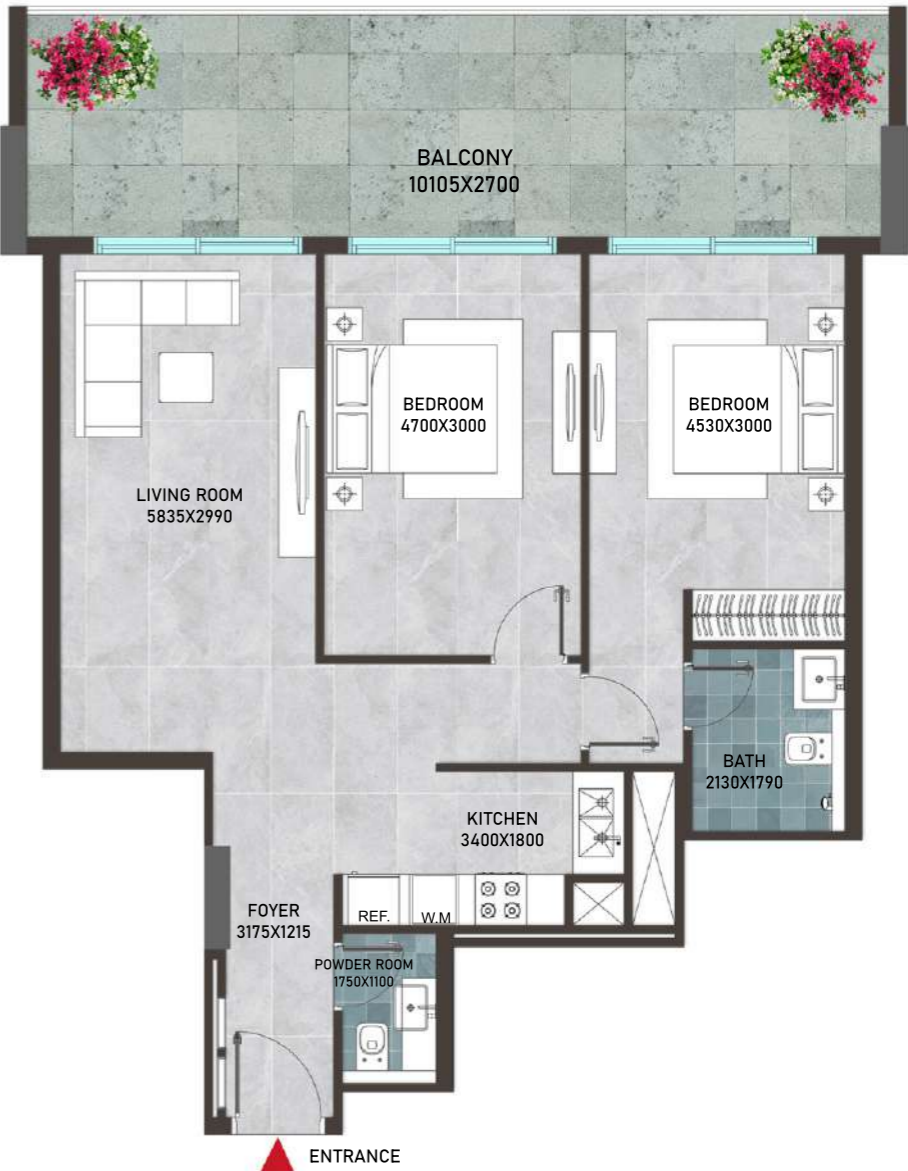 BALCONY
10105X2700
BEDROOM
4700X3000
BEDROOM
4530X3000
LIVING ROOM
5835X2990
BATH
2130X1790
KITCHEN
3400X1800
FOYER
3175X1215
REF.
W.M
POWDER ROOM
1750X1100
ENTRANCE